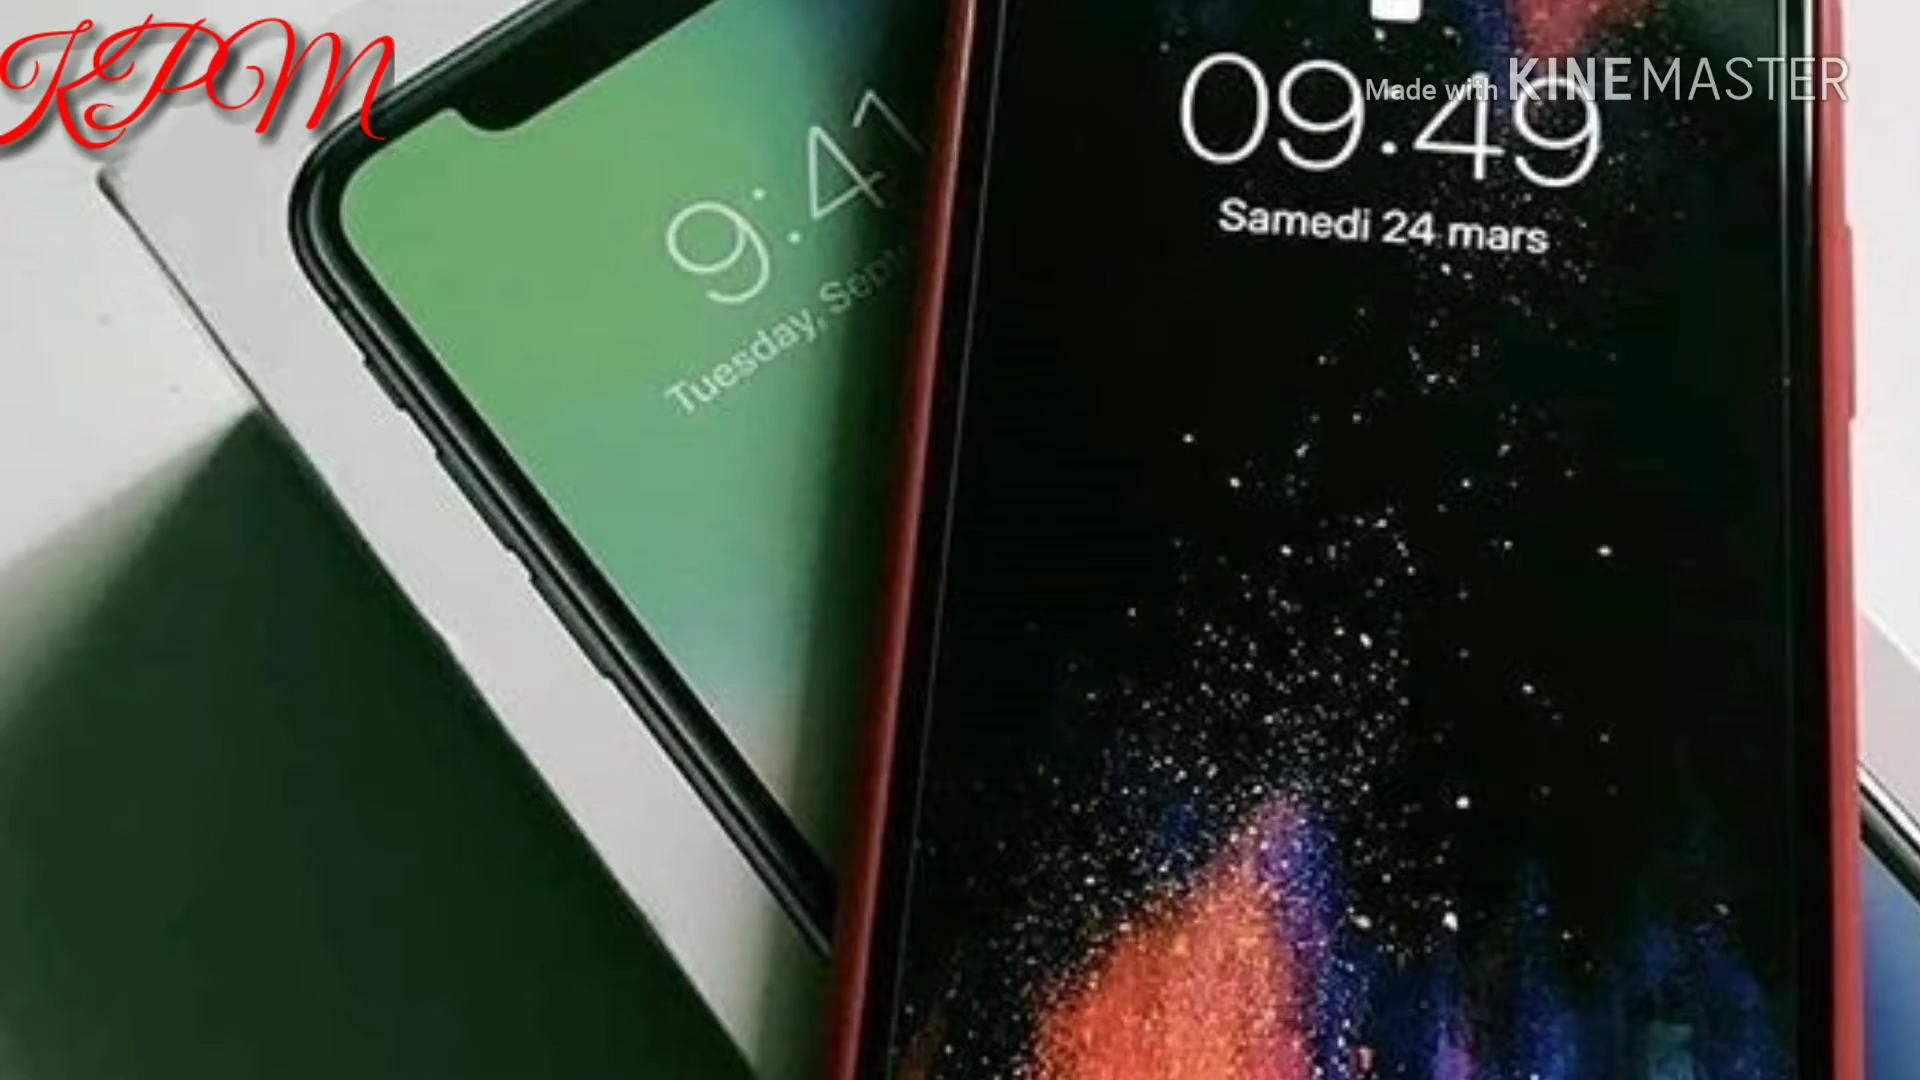 KPM
Made with KINEMASTER
09:49
Samedi 24 mars
9:41
Tuesday,